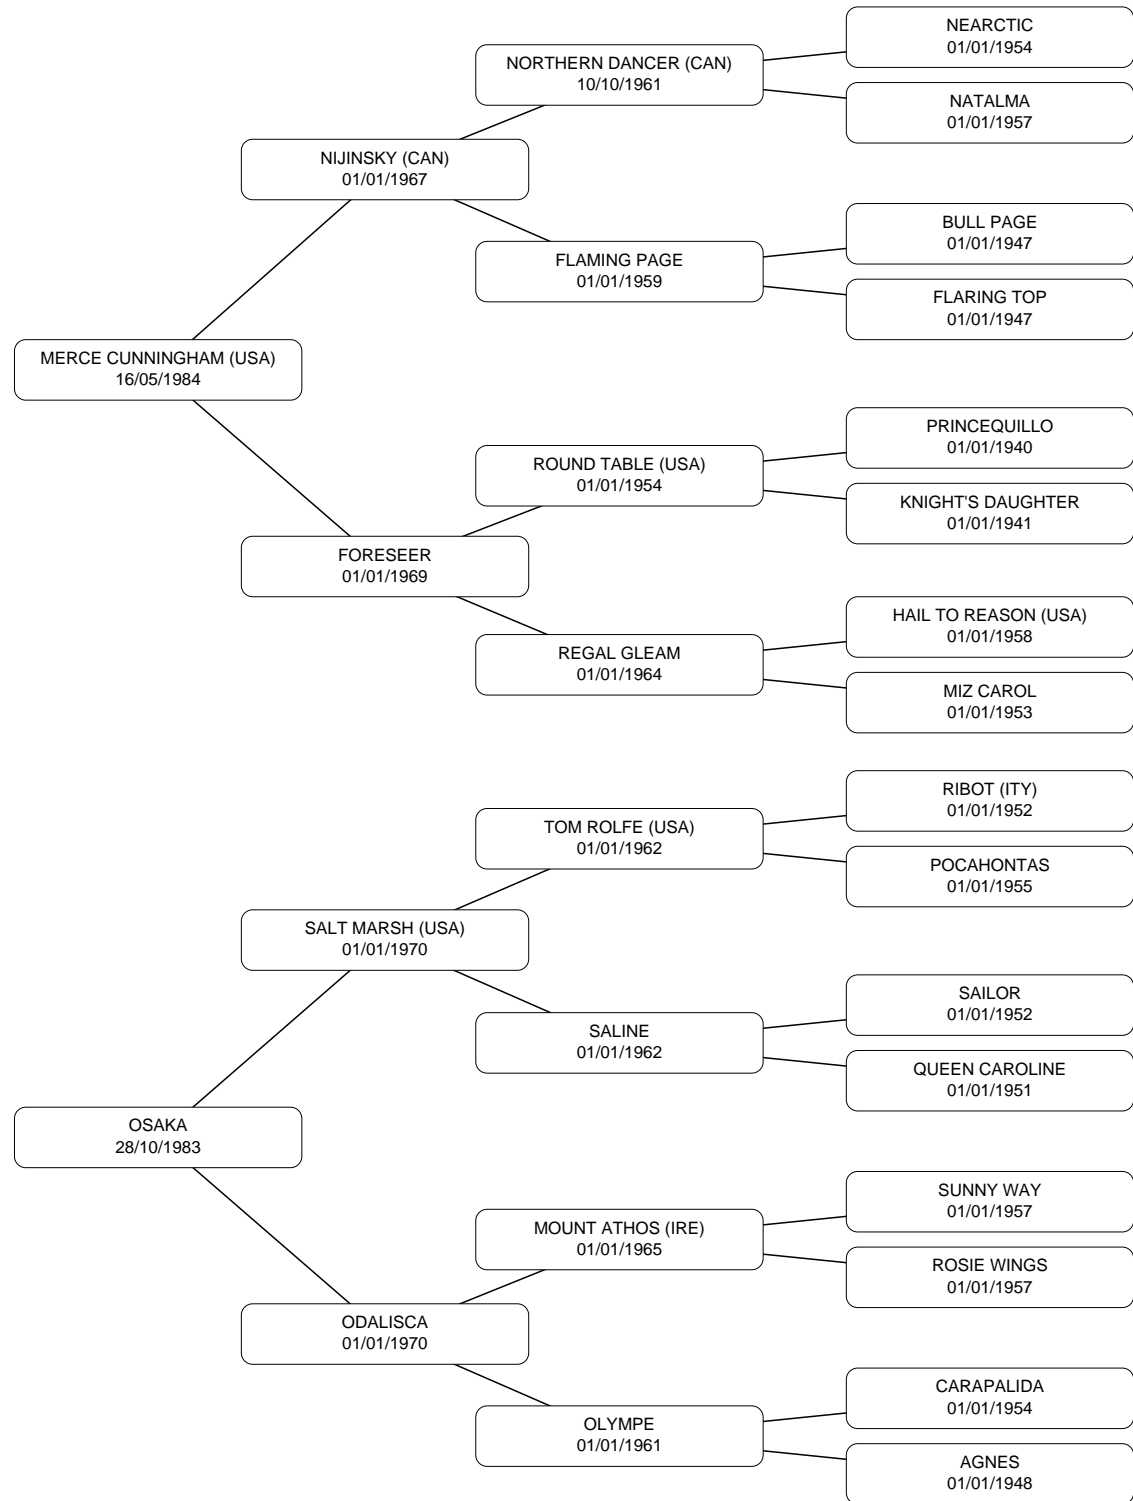 NEARCTIC
01/01/1954
NORTHERN DANCER (CAN)
10/10/1961
NATALMA
01/01/1957
NIJINSKY (CAN)
01/01/1967
BULL PAGE
01/01/1947
FLAMING PAGE
01/01/1959
FLARING TOP
01/01/1947
MERCE CUNNINGHAM (USA)
16/05/1984
PRINCEQUILLO
01/01/1940
ROUND TABLE (USA)
01/01/1954
KNIGHT'S DAUGHTER
01/01/1941
FORESEER
01/01/1969
HAIL TO REASON (USA)
01/01/1958
REGAL GLEAM
01/01/1964
MIZ CAROL
01/01/1953
RIBOT (ITY)
01/01/1952
TOM ROLFE (USA)
01/01/1962
POCAHONTAS
01/01/1955
SALT MARSH (USA)
01/01/1970
SAILOR
01/01/1952
SALINE
01/01/1962
QUEEN CAROLINE
01/01/1951
OSAKA
28/10/1983
SUNNY WAY
01/01/1957
MOUNT ATHOS (IRE)
01/01/1965
ROSIE WINGS
01/01/1957
ODALISCA
01/01/1970
CARAPALIDA
01/01/1954
OLYMPE
01/01/1961
AGNES
01/01/1948